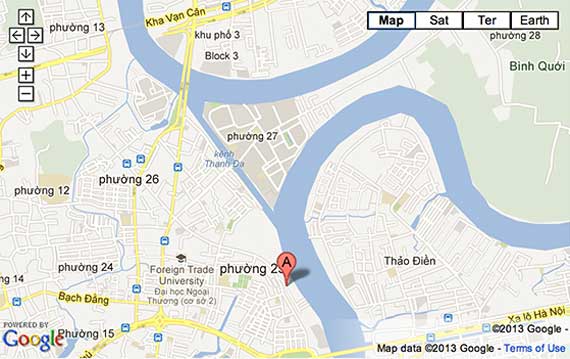 Kha Vạn Cân
Map
Sat
Ter
Earth
phường 13
khu phố 3
phường 28
Block 3
Bình Quới
phường 27
kênh
Thanh Đa
phường 26
phường 12
Thảo Điền
phường 24
Foreign Trade
University
Đại học Ngoại
Thương (cơ sở 2)
phường 25
A
g 14
Bạch Đằng
Xa lộ Hà Nội
POWERED BY
Google
Phường 15
©2013 Google -
Map data ©2013 Google - Terms of Use